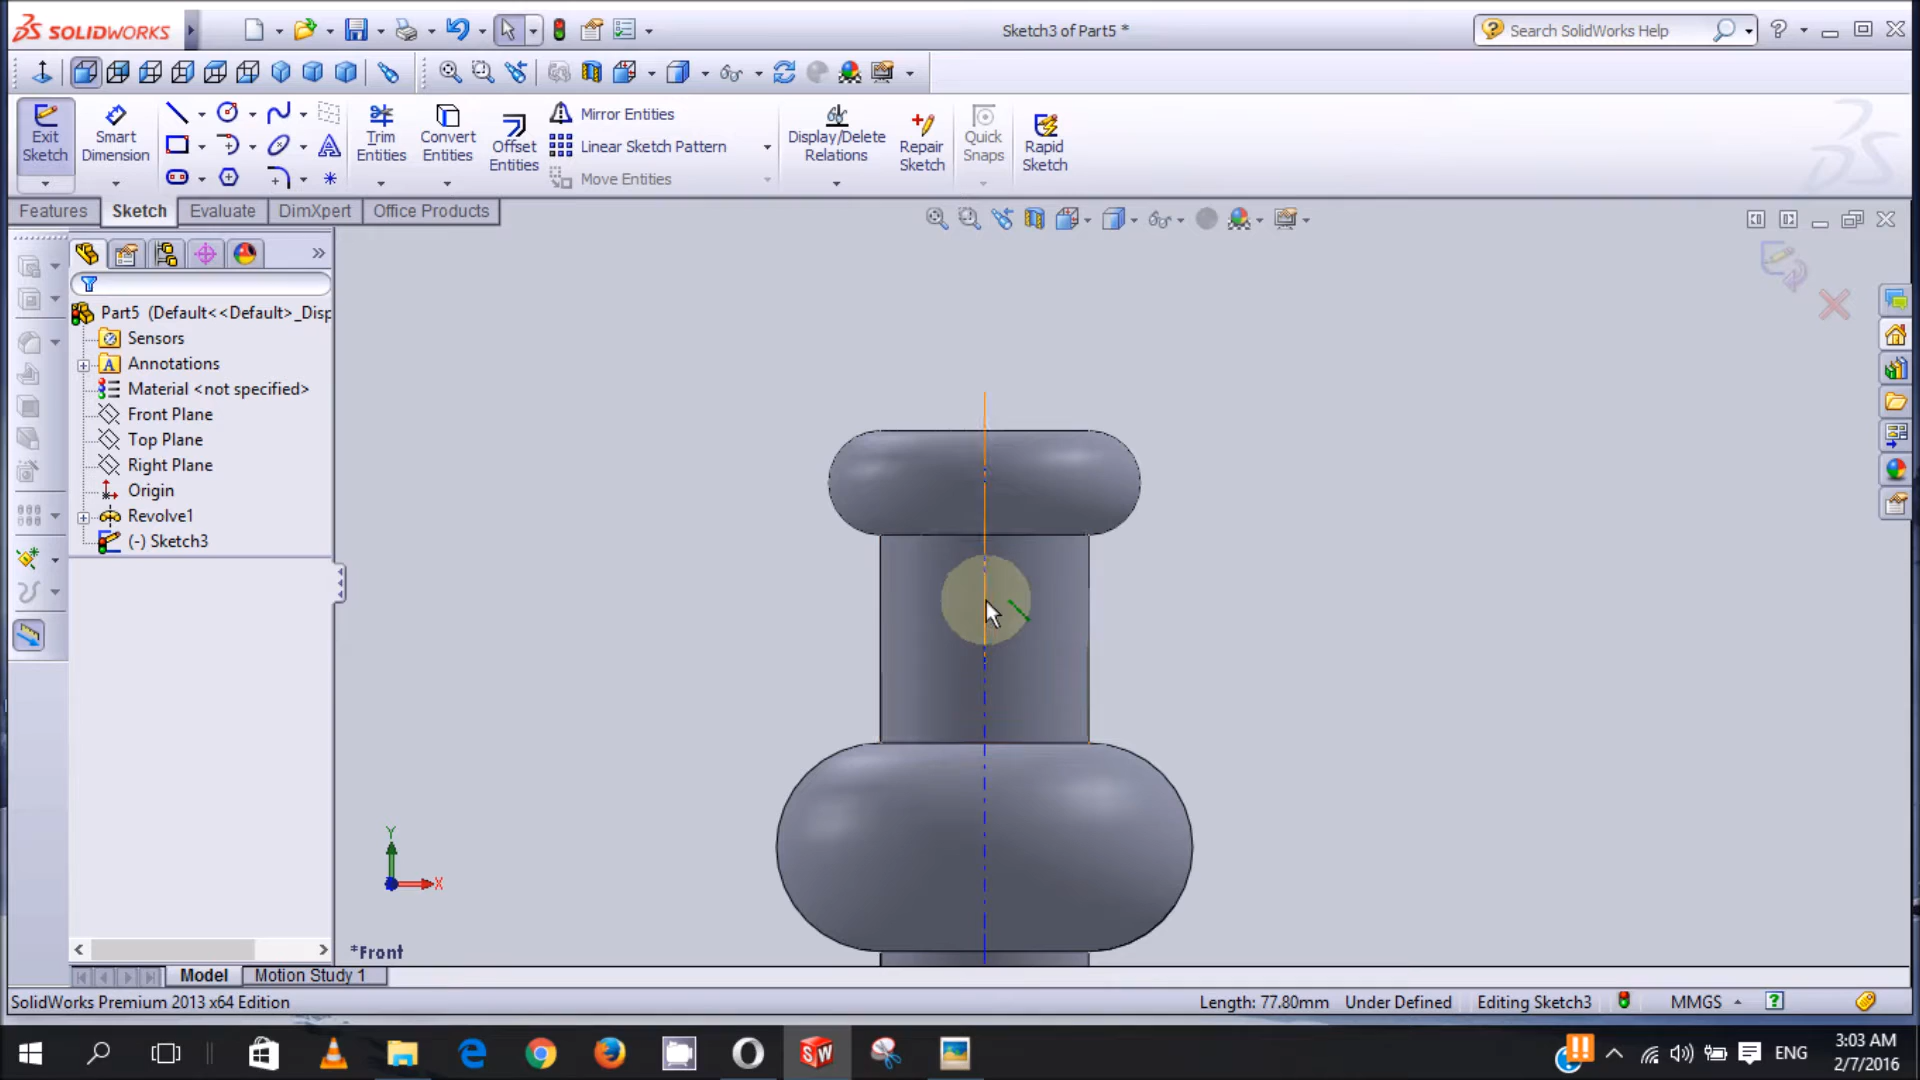 SOLIDWORKS
Sketch3 of Part5 *
Search SolidWorks Help
Exit Sketch
Smart Dimension
Trim Entities
Convert Entities
Offset Entities
Mirror Entities
Linear Sketch Pattern
Move Entities
Display/Delete Relations
Repair Sketch
Quick Snaps
Rapid Sketch
Features
Sketch
Evaluate
DimXpert
Office Products
Part5 (Default<<Default>_Disp
Sensors
Annotations
Material <not specified>
Front Plane
Top Plane
Right Plane
Origin
Revolve1
(-) Sketch3
Y
X
*Front
Model
Motion Study 1
SolidWorks Premium 2013 x64 Edition
Length: 77.80mm
Under Defined
Editing Sketch3
MMGS
ENG
3:03 AM
2/7/2016